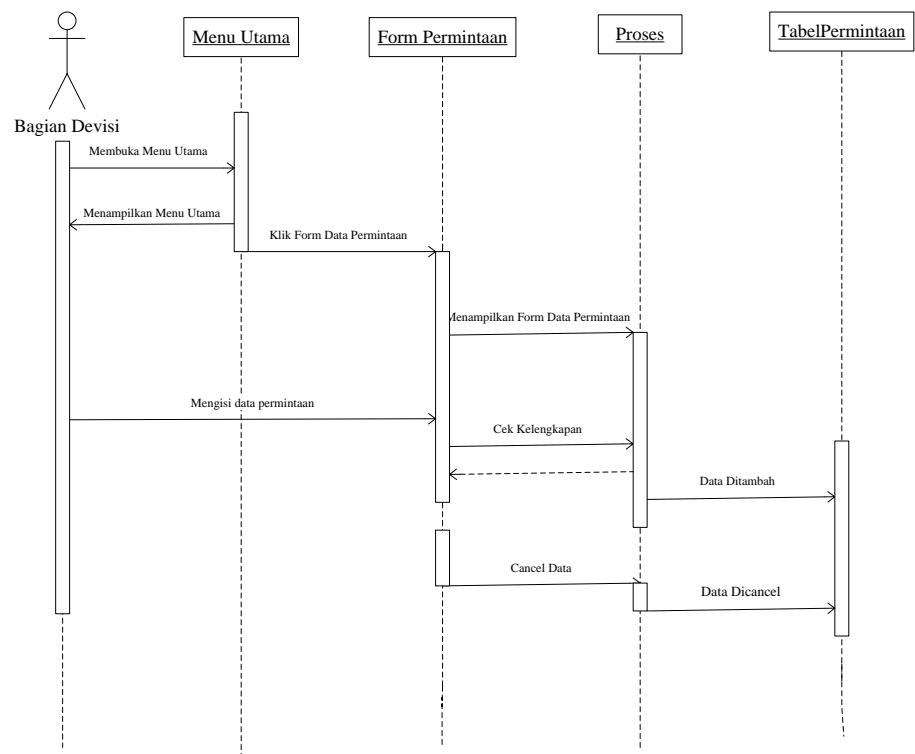 Menu Utama
Form Permintaan
Proses
TabelPermintaan
Bagian Devisi
Membuka Menu Utama
Menampilkan Menu Utama
Klik Form Data Permintaan
Menampilkan Form Data Permintaan
Mengisi data permintaan
Cek Kelengkapan
Data Ditambah
Cancel Data
Data Dicancel